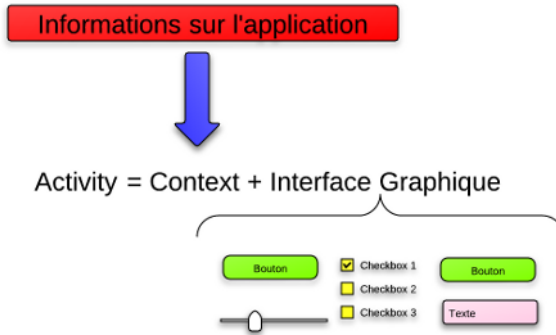 Informations sur l'application
Activity = Context + Interface Graphique
Bouton
Checkbox 1
Bouton
Checkbox 2
Checkbox 3
Texte